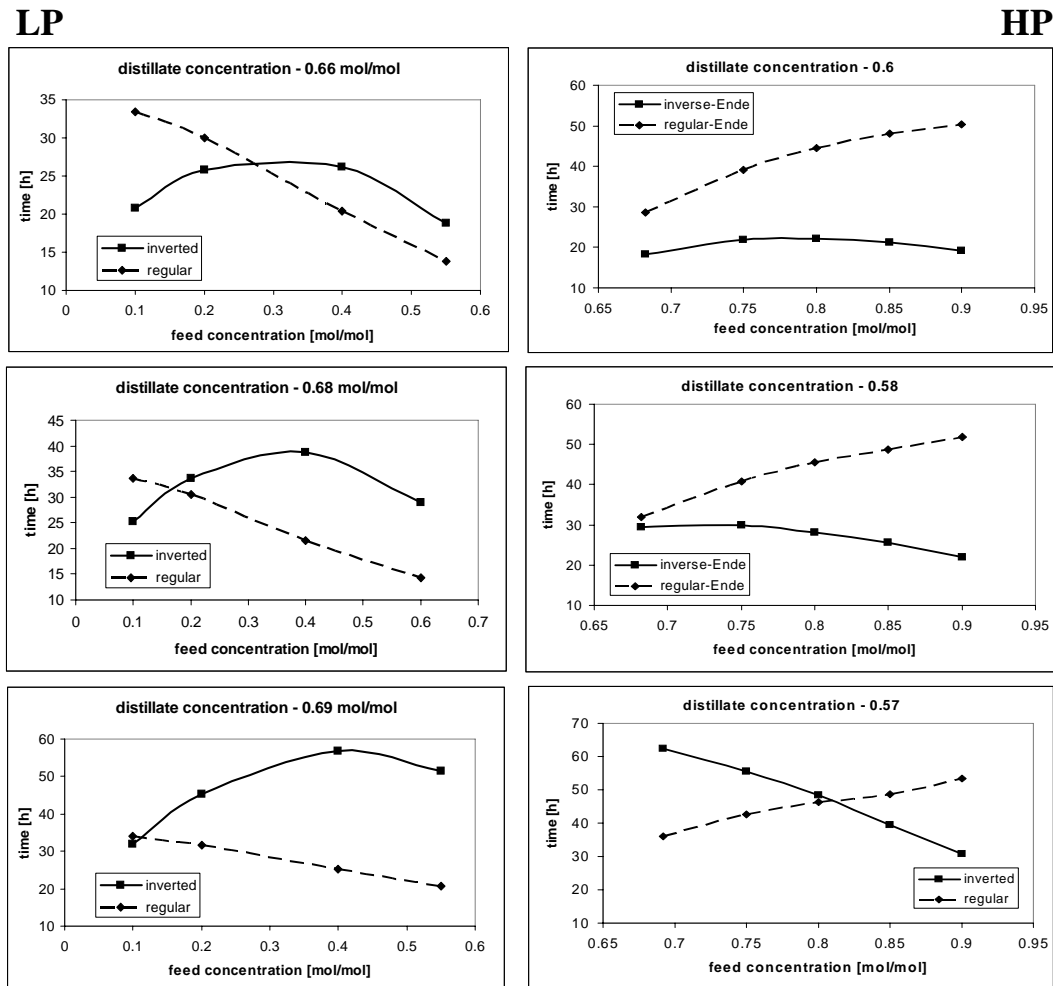 LP
HP
distillate concentration - 0.66 mol/mol
35
30
25
20
15
10
time [h]
inverted
regular
0 0.1 0.2 0.3 0.4 0.5 0.6
feed concentration [mol/mol]
distillate concentration - 0.6
60
50
40
30
20
10
time [h]
inverse-Ende
regular-Ende
0.65 0.7 0.75 0.8 0.85 0.9 0.95
feed concentration [mol/mol]
distillate concentration - 0.68 mol/mol
45
40
35
30
25
20
15
10
time [h]
inverted
regular
0 0.1 0.2 0.3 0.4 0.5 0.6 0.7
feed concentration [mol/mol]
distillate concentration - 0.58
60
50
40
30
20
10
time [h]
inverse-Ende
regular-Ende
0.65 0.7 0.75 0.8 0.85 0.9 0.95
feed concentration [mol/mol]
distillate concentration - 0.69 mol/mol
60
50
40
30
20
10
time [h]
inverted
regular
0 0.1 0.2 0.3 0.4 0.5 0.6
feed concentration [mol/mol]
distillate concentration - 0.57
70
60
50
40
30
20
10
time [h]
inverted
regular
0.65 0.7 0.75 0.8 0.85 0.9 0.95
feed concentration [mol/mol]